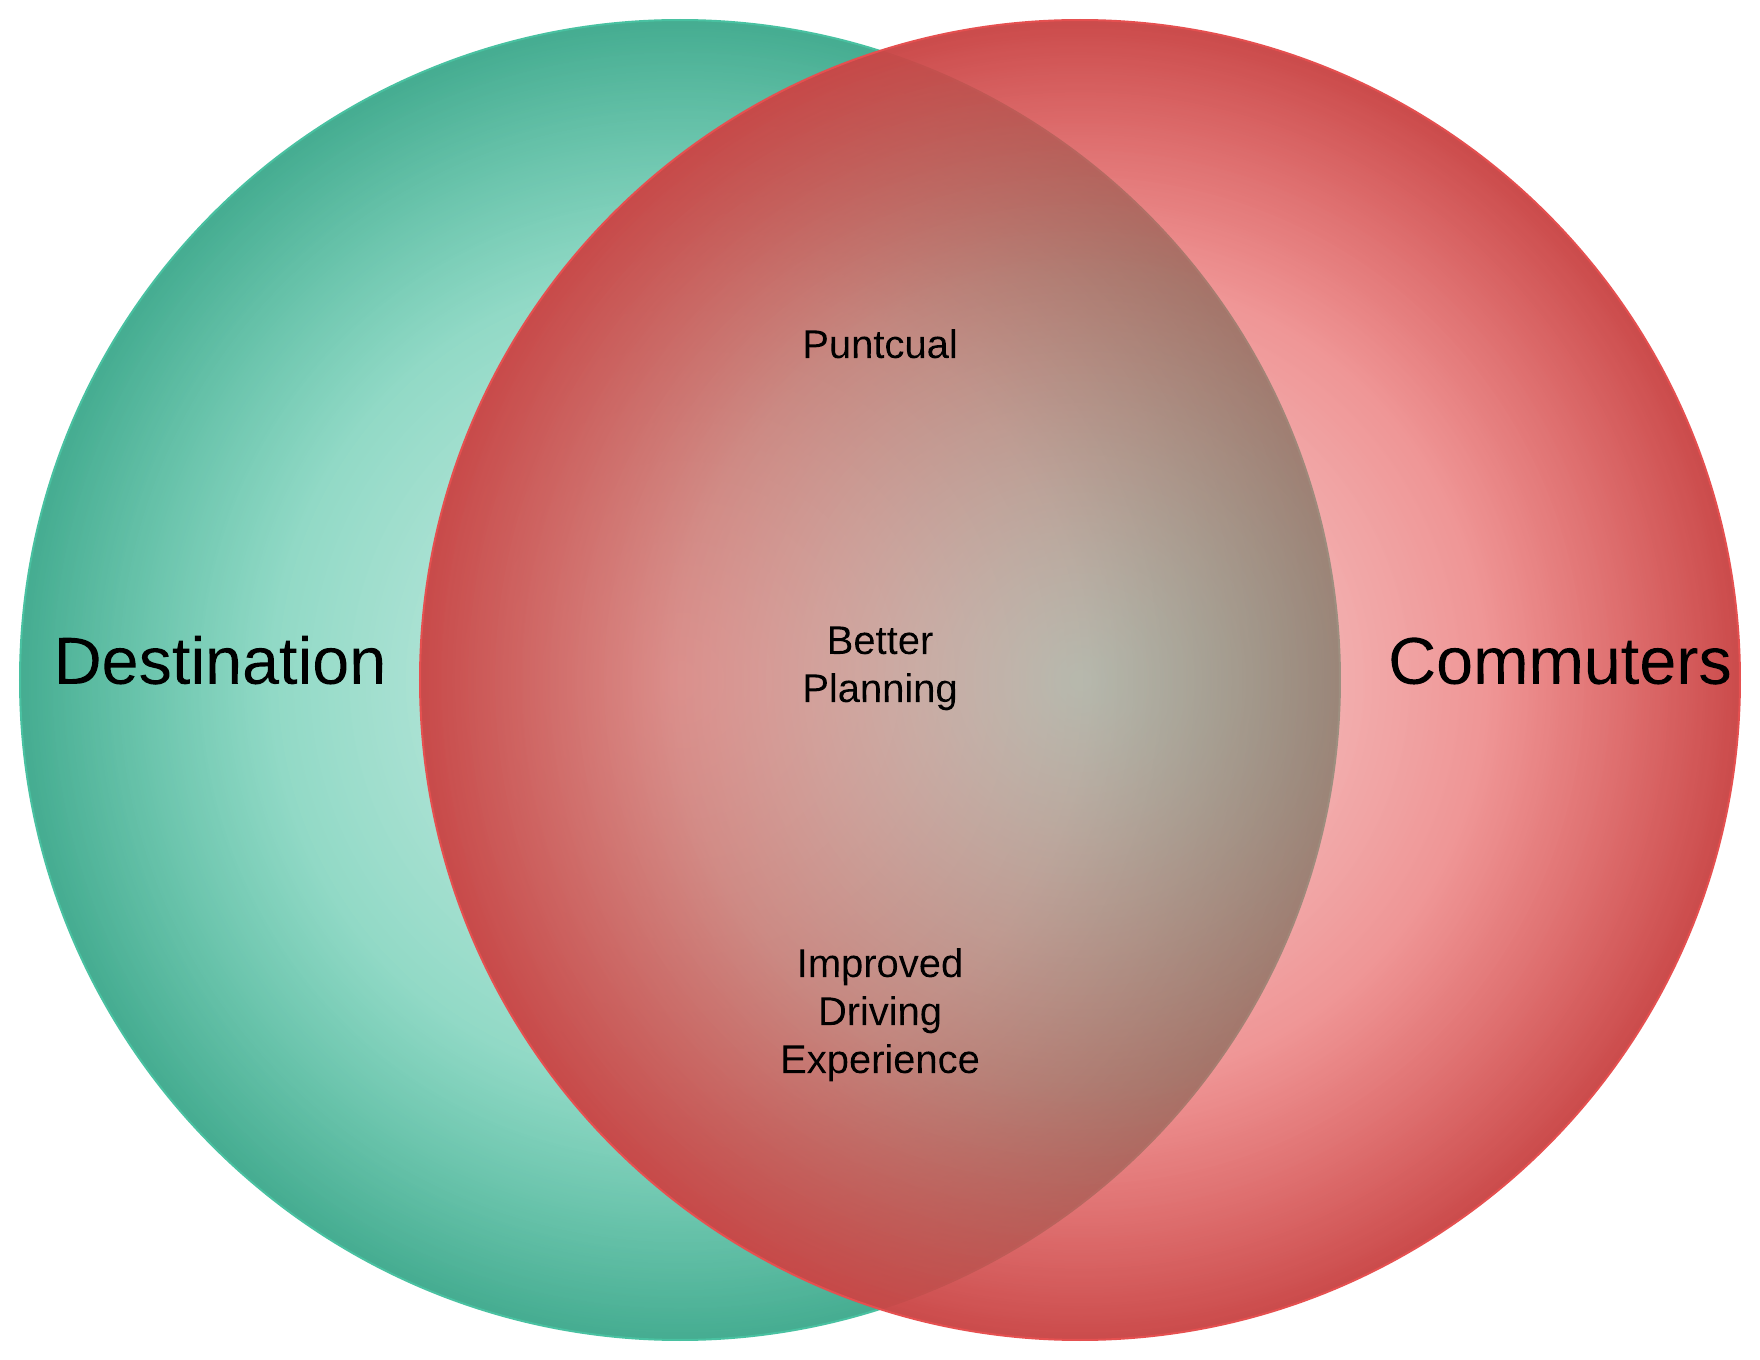 Puntcual
Destination
Better
Planning
Commuters
Improved
Driving
Experience